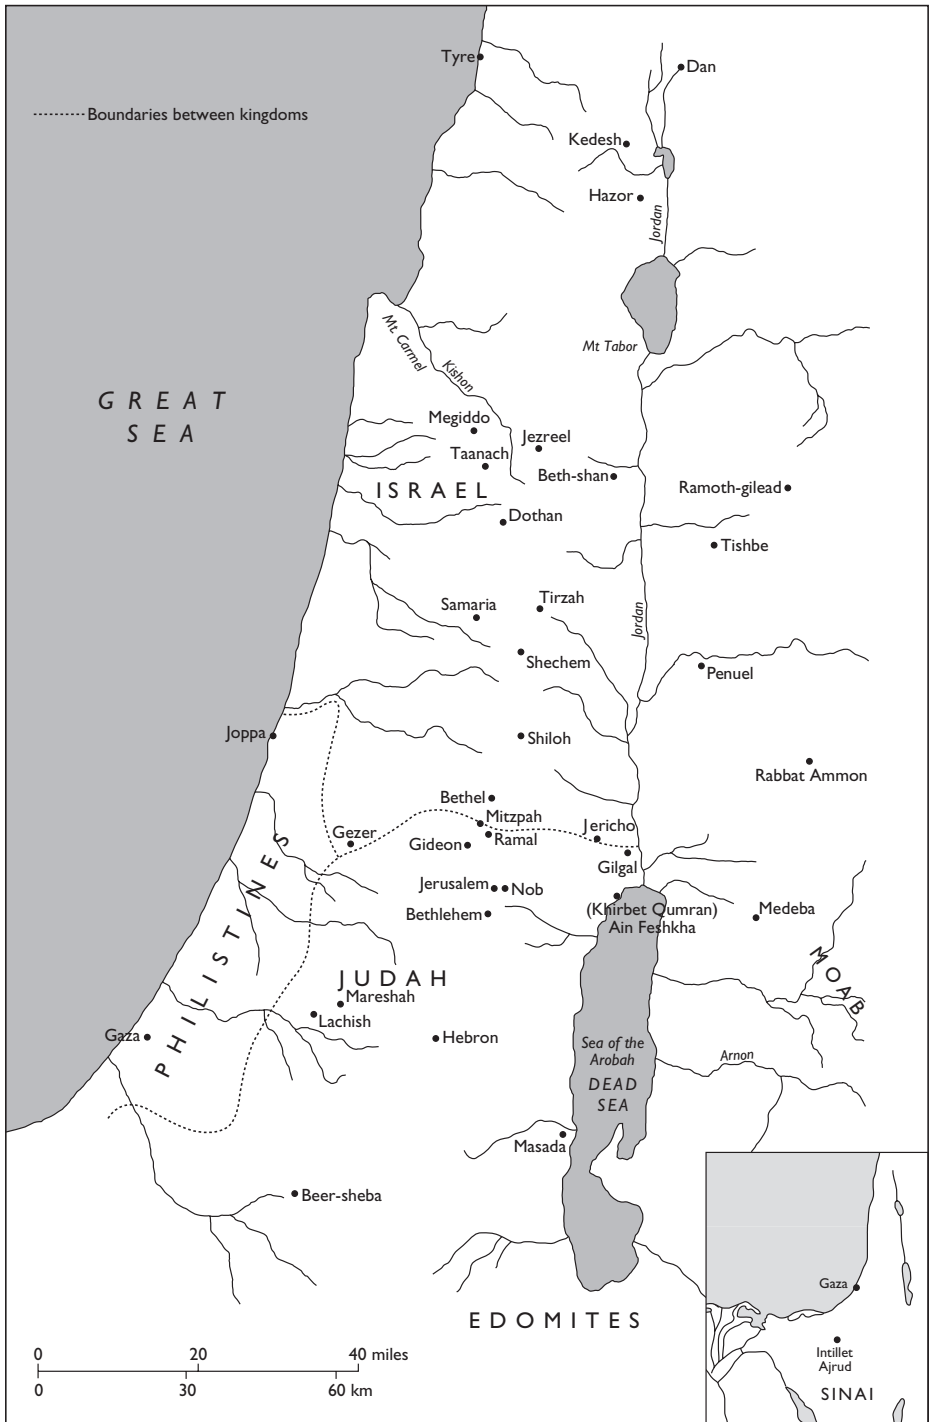 Tyre
Dan
Boundaries between kingdoms
Kedesh
Hazor
Jordan
Mt Tabor
Mt. Carmel
Kishon
GREAT
SEA
Megiddo
Jezreel
Taanach
Beth-shan
Ramoth-gilead
ISRAEL
Dothan
Tishbe
Samaria
Tirzah
Jordan
Shechem
Penuel
Joppa
Shiloh
Rabbat Ammon
Bethel
Mitzpah
Jericho
Gezer
Ramal
Gideon
Gilgal
PHILISTINES
Jerusalem
Nob
(Khirbet Qumran)
Ain Feshkha
Medeba
Bethlehem
MOAB
JUDAH
Mareshah
Lachish
Gaza
Hebron
Sea of the
Arobah
DEAD
SEA
Arnon
Masada
Beer-sheba
EDOMITES
Gaza
Intillet
Ajrud
SINAI
0 20 40 miles
0 30 60 km